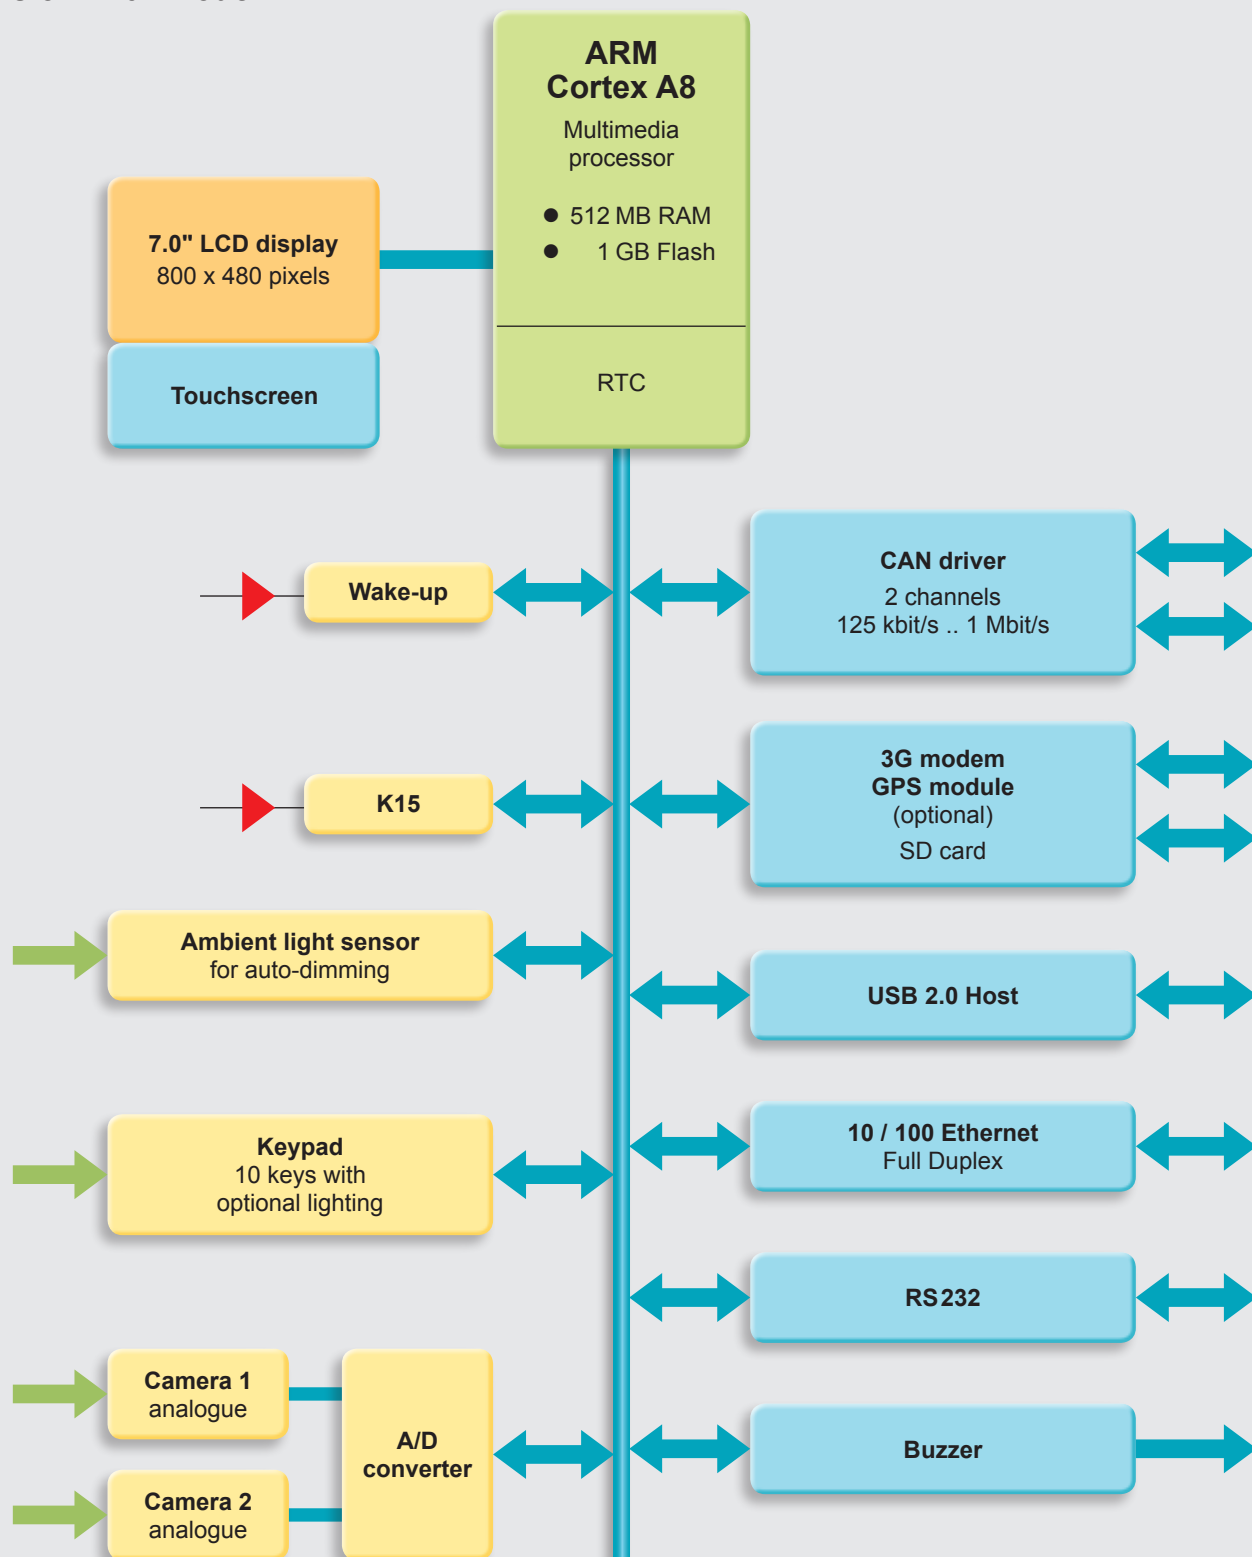 ARM
Cortex A8
Multimedia
processor
● 512 MB RAM
● 1 GB Flash
RTC
7.0" LCD display
800 x 480 pixels
Touchscreen
Wake-up
CAN driver
2 channels
125 kbit/s .. 1 Mbit/s
K15
3G modem
GPS module
(optional)
SD card
Ambient light sensor
for auto-dimming
USB 2.0 Host
Keypad
10 keys with
optional lighting
10 / 100 Ethernet
Full Duplex
RS232
Camera 1
analogue
A/D
converter
Buzzer
Camera 2
analogue